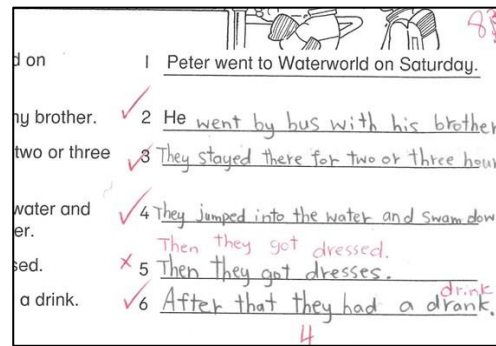 d on 1 Peter went to Waterworld on Saturday.
ny brother. ✓ 2 He went by bus with his brother
two or three ✓ 3 They stayed there for two or three hour
water and ✓ 4 They jumped into the water and swam dow
er.
Then they got dressed.
sed. ✗ 5 Then they got dresses.
drink
a drink. ✓ 6 After that they had a drank.
4